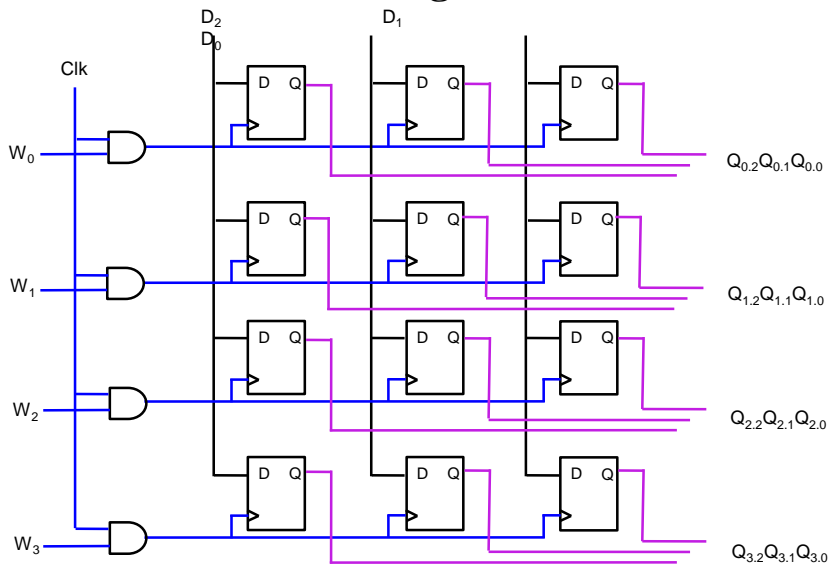 D₂ D₁
D₀
Clk
D Q D Q D Q
W₀
Q₀.₂Q₀.₁Q₀.₀
D Q D Q D Q
W₁
Q₁.₂Q₁.₁Q₁.₀
D Q D Q D Q
W₂
Q₂.₂Q₂.₁Q₂.₀
D Q D Q D Q
W₃
Q₃.₂Q₃.₁Q₃.₀